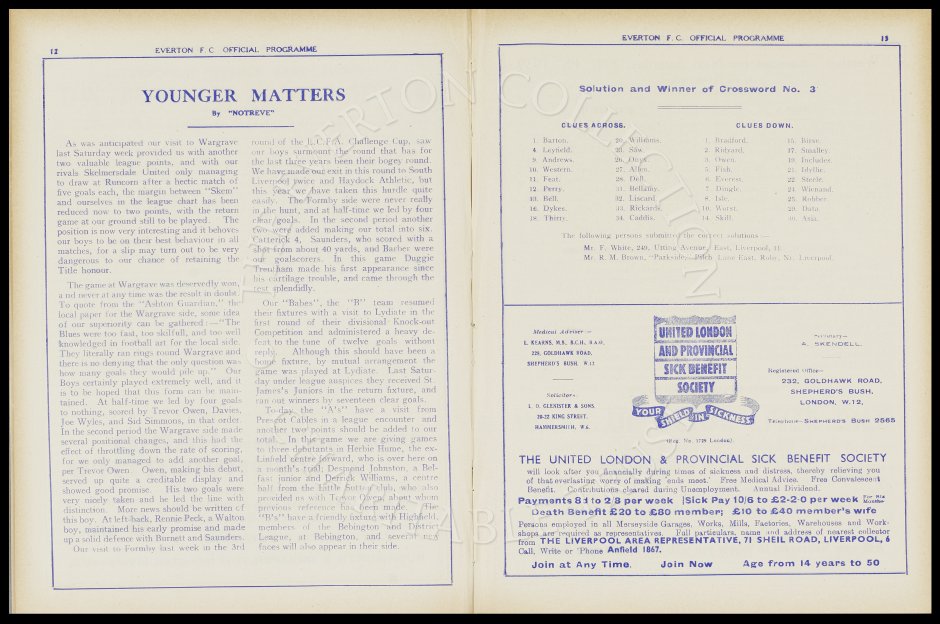 12
EVERTON F. C. OFFICIAL PROGRAMME
YOUNGER MATTERS
By "NOTREVE"
As was anticipated our visit to Wargrave
last Saturday week provided us with another
two valuable league points, and with our
rivals Skelmersdale United only managing
to draw at Runcorn after a hectic match of
five goals each, the margin between "Skem"
and ourselves in the league chart has been
reduced now to two points, with the return
game at our ground still to be played. The
position is now very interesting and it behoves
our boys to be on their best behaviour in all
matches, for a slip may turn out to be very
dangerous to our chance of retaining the
Title honour.
The game at Wargrave was deservedly won,
and never at any time was the result in doubt.
To quote from the "Ashton Guardian," the
local paper for the Wargrave side, some idea
of our superiority can be gathered :—"The
Blues were too fast, too skilful, and too well
knowledged in football art for the local side.
They literally ran rings round Wargrave and
there is no denying that the only question was
how many goals they would pile up." Our
Boys certainly played extremely well, and it
is to be hoped that this form can be main-
tained. At half-time we led by four goals
to nothing, scored by Trevor Owen, Davies,
Joe Wyles, and Sid Simmons, in that order.
In the second period the Wargrave side made
several positional changes, and this had the
effect of throttling down the rate of scoring,
for we only managed to add another goal,
per Trevor Owen. Owen, making his debut,
served up quite a creditable display and
showed good promise. His two goals were
very nicely taken and he led the line with
distinction. More news should be written of
this boy. At left-back, Rennie Peck, a Walton
boy, maintained his early promise and made
up a solid defence with Burnett and Saunders.
Our visit to Formby last week in the 3rd
round of the L.C.F.A. Challenge Cup, saw
our boys surmount the round that has for
the last three years been their bogey round.
We have made our exit in this round to South
Liverpool twice and Haydock Athletic, but
this year we have taken this hurdle quite
easily. The Formby side were never really
in the hunt, and at half-time we led by four
clear goals. In the second period another
two were added making our total into six.
Catterick 4, Saunders, who scored with a
shot from about 40 yards, and Barber were
our goalscorers. In this game Duggie
Trentham made his first appearance since
his cartilage trouble, and came through the
test splendidly.
Our "Babes", the "B" team resumed
their fixtures with a visit to Lydiate in the
first round of their divisional Knock-out
Competition and administered a heavy de-
feat to the tune of twelve goals without
reply. Although this should have been a
home fixture, by mutual arrangement the
game was played at Lydiate. Last Satur-
day under league auspices they received St.
James's Juniors in the return fixture, and
ran out winners by seventeen clear goals.
To-day the "A's" have a visit from
Prescot Cables in a league encounter and
another two points should be added to our
total. In this game we are giving games
to three debutants in Herbie Hume, the ex-
Linfield centre forward, who is over here on
a month's trial; Desmond Johnston, a Bel-
fast junior and Derrick Williams, a centre
half from the Little Sutton club, who also
provided us with Trevor Owen, about whom
previous reference has been made. The
"B's" have a friendly fixture with Highfield,
members of the Bebington and District
League, at Bebington, and several new
faces will also appear in their side.
EVERTON F. C. OFFICIAL PROGRAMME
13
Solution and Winner of Crossword No. 3
CLUES ACROSS.
1. Barton.
4. Layfield.
9. Andrews.
10. Western.
11. Feat.
12. Perry.
13. Bell.
16. Dykes.
18. Thirty.
20. Williams.
23. Saw.
26. Days.
27. Allen.
28. Dell.
31. Bellamy.
32. Liscard.
33. Rickards.
34. Caddis.
CLUES DOWN.
1. Bradford.
2. Rideard.
3. Owen.
5. Fish.
6. Everest.
7. Dingle.
8. Isle.
10. Worst.
14. Skill.
15. Burst.
17. Smalley.
19. Includes.
21. Idyllic.
22. Steele.
24. Wienand.
25. Robber
29. Data.
30. Asia.
The following persons submitted the correct solutions—
Mr. F. White, 249, Utting Avenue, East, Liverpool, 11.
Mr. R. M. Brown, "Parkside," Pilch Lane East, Roby, Nr. Liverpool.
Medical Adviser :—
L. KEARNS, M.B., B.CH., B.A.O.,
229, GOLDHAWK ROAD,
SHEPHERD'S BUSH, W.12.
Solicitors—
L. O. GLENISTER & SONS,
20-22 KING STREET,
HAMMERSMITH, W.6.
UNITED LONDON
AND PROVINCIAL
SICK BENEFIT
SOCIETY
YOUR SHIELD IN SICKNESS
(Reg. No. 1729 London)
Secretary—
A. SKENDELL.
Registered Office—
232, GOLDHAWK ROAD,
SHEPHERD'S BUSH,
LONDON, W.12,
Telephone—SHEPHERDS BUSH 2565
THE UNITED LONDON & PROVINCIAL SICK BENEFIT SOCIETY
will look after you financially during times of sickness and distress, thereby relieving you
of that everlasting worry of making 'ends meet.' Free Medical Advice. Free Convalescent
Benefit. Contributions cleared during Unemployment. Annual Dividend.
Payments 81 to 2/8 per week Sick Pay 10/6 to £2-2-0 per week For Six Months
Death Benefit £20 to £80 member; £10 to £40 member's wife
Persons employed in all Merseyside Garages, Works, Mills, Factories, Warehouses and Work-
shops are required as representatives. Full particulars, name and address of nearest collector
from THE LIVERPOOL AREA REPRESENTATIVE, 71 SHEIL ROAD, LIVERPOOL, 6
Call, Write or 'Phone Anfield 1867.
Join at Any Time. Join Now Age from 14 years to 50